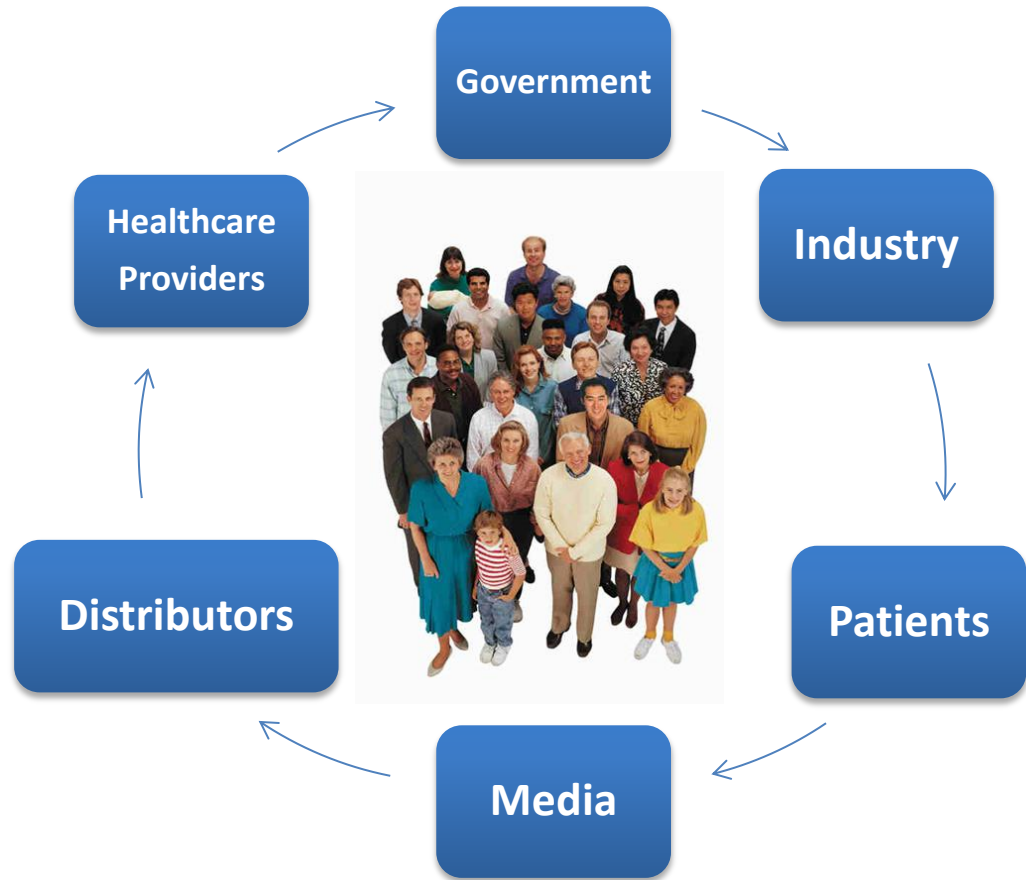 Government
Industry
Patients
Media
Distributors
Healthcare
Providers